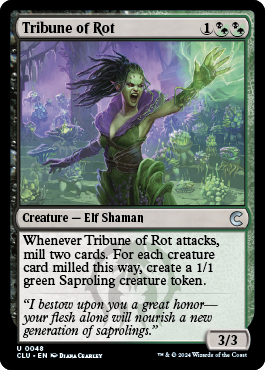 Tribune of Rot 1
Creature — Elf Shaman
Whenever Tribune of Rot attacks,
mill two cards. For each creature
card milled this way, create a 1/1
green Saproling creature token.
“I bestow upon you a great honor—
your flesh alone will nourish a new
generation of saprolings.”
3/3
U 0048
CLU • EN Diana Cearley ™ & © 2024 Wizards of the Coast